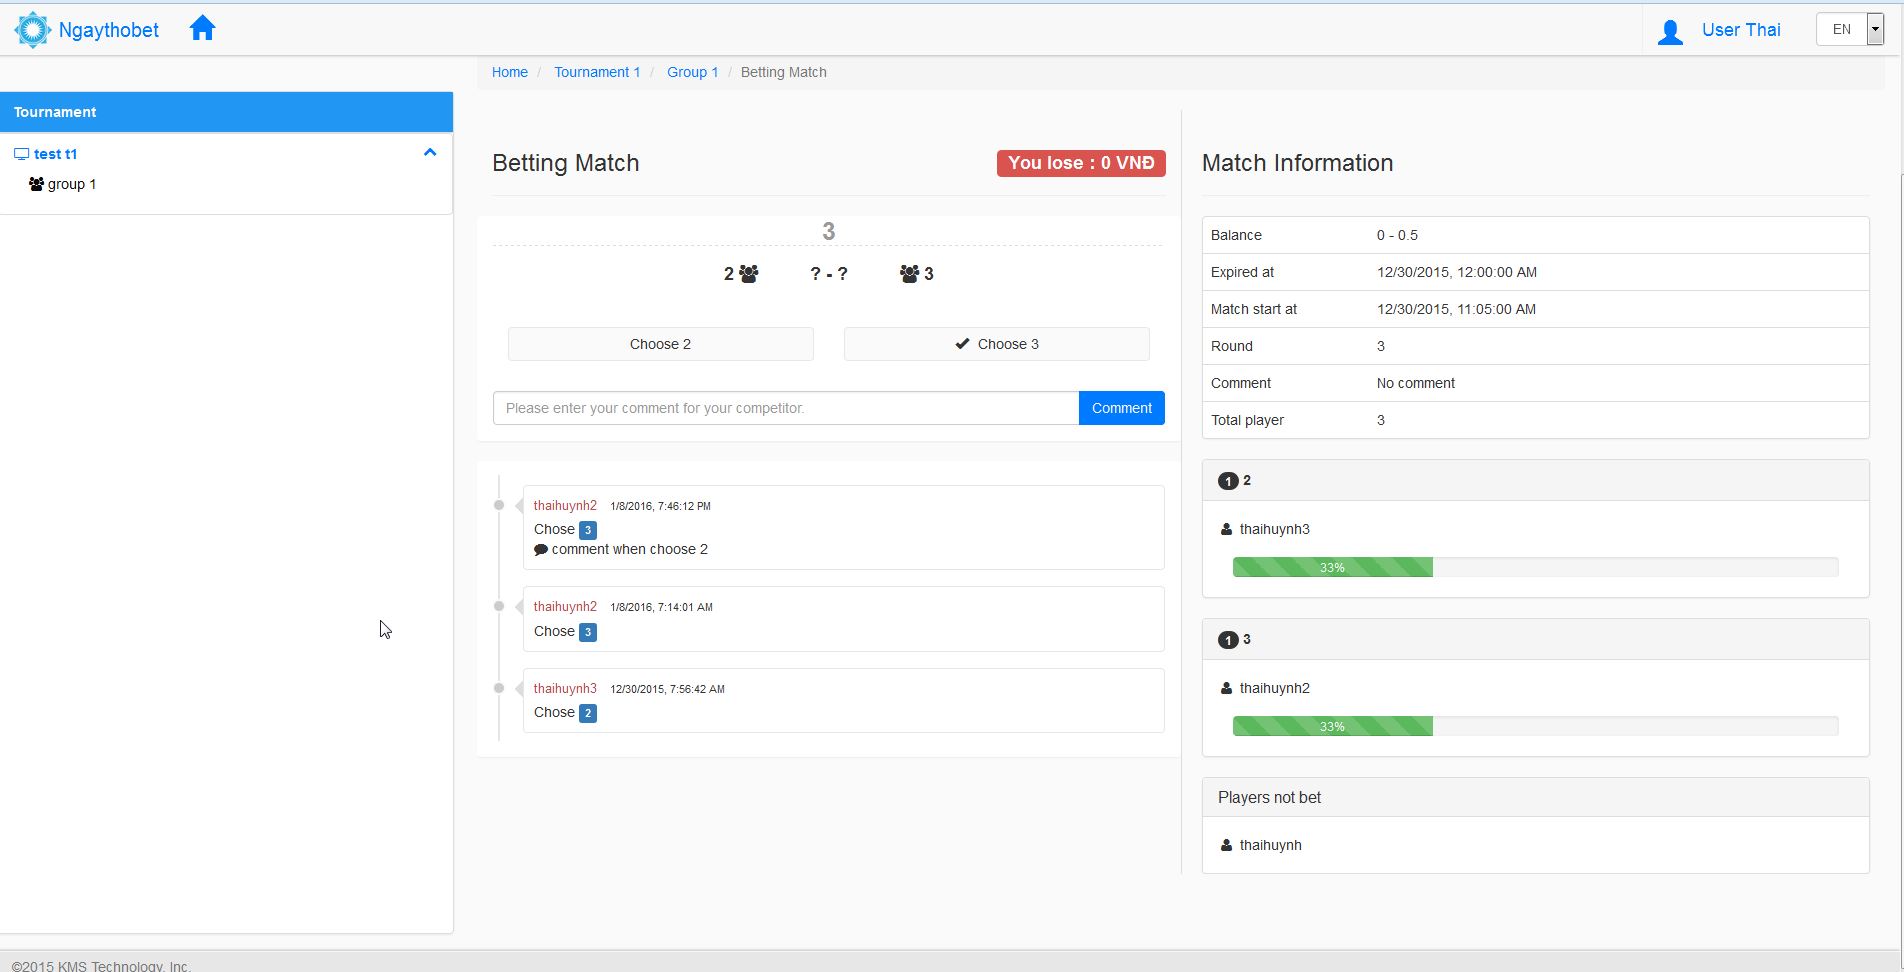 Ngaythobet
User Thai
EN
Home / Tournament 1 / Group 1 / Betting Match
Tournament
test t1
group 1
Betting Match
You lose : 0 VNĐ
3
2 ? - ? 3
Choose 2
Choose 3
Please enter your comment for your competitor.
Comment
thaihuynh2 1/8/2016, 7:46:12 PM
Chose 3
comment when choose 2
thaihuynh2 1/8/2016, 7:14:01 AM
Chose 3
thaihuynh3 12/30/2015, 7:56:42 AM
Chose 2
Match Information
Balance 0 - 0.5
Expired at 12/30/2015, 12:00:00 AM
Match start at 12/30/2015, 11:05:00 AM
Round 3
Comment No comment
Total player 3
1 2
thaihuynh3
33%
1 3
thaihuynh2
33%
Players not bet
thaihuynh
©2015 KMS Technology, Inc.